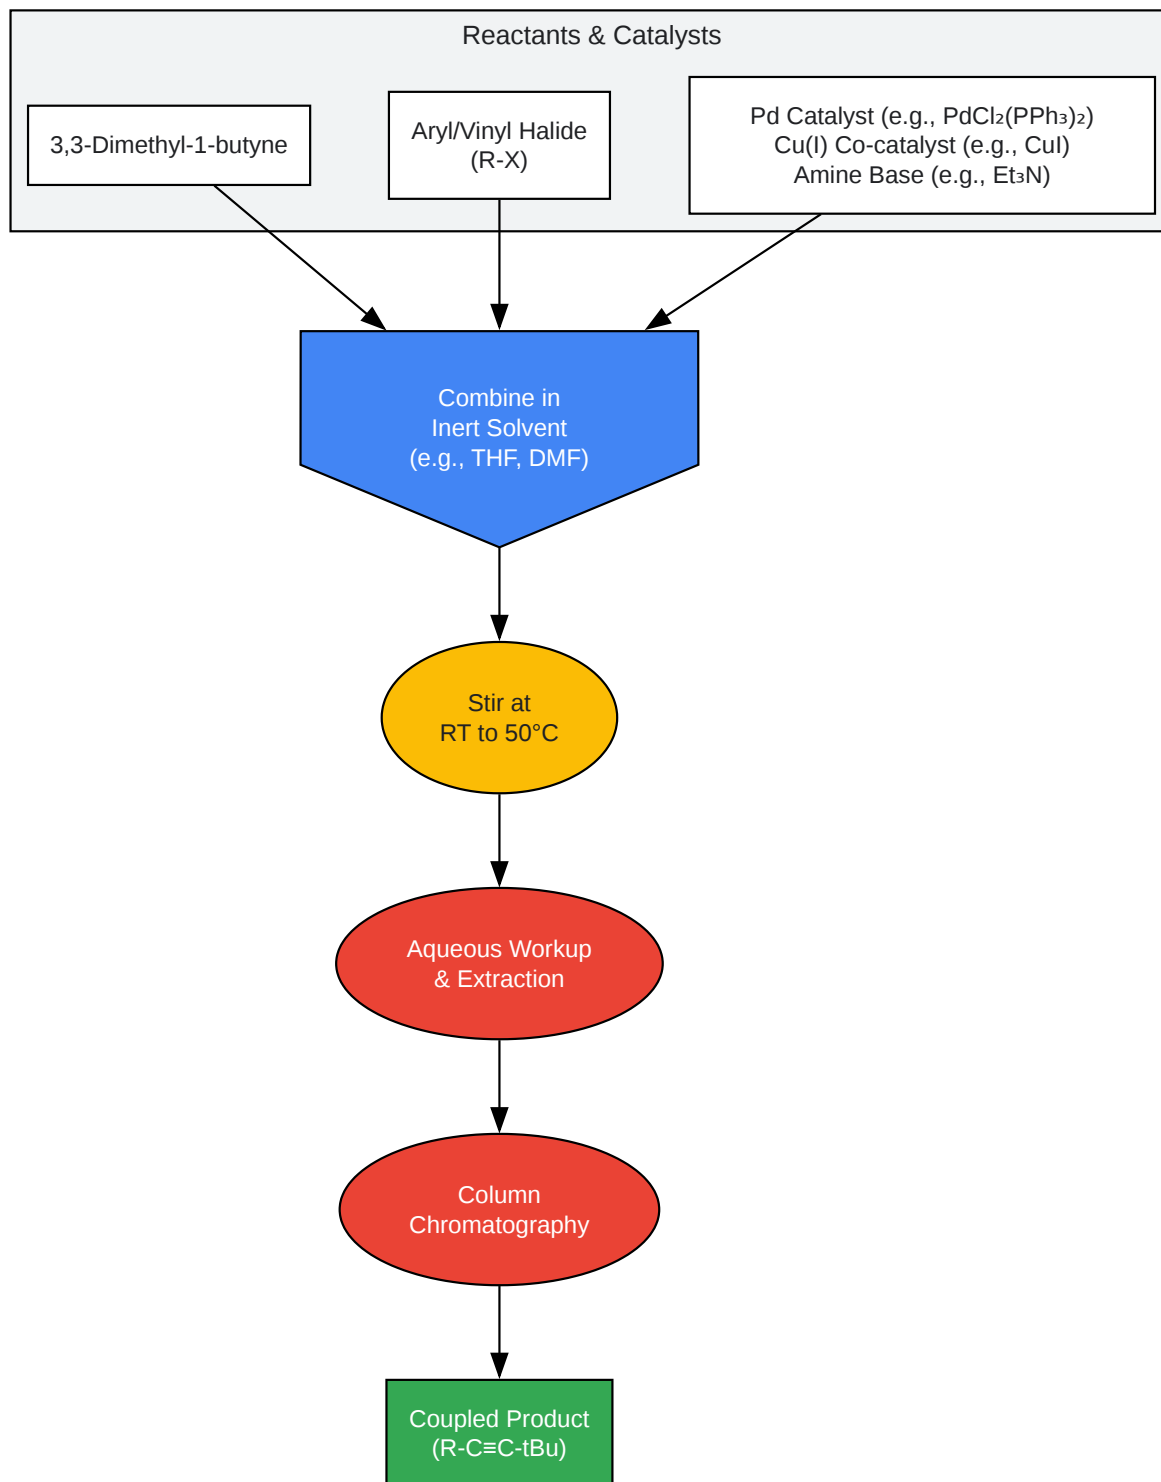 Reactants & Catalysts
3,3-Dimethyl-1-butyne
Aryl/Vinyl Halide
(R-X)
Pd Catalyst (e.g., PdCl₂(PPh₃)₂)
Cu(I) Co-catalyst (e.g., CuI)
Amine Base (e.g., Et₃N)
Combine in
Inert Solvent
(e.g., THF, DMF)
Stir at
RT to 50°C
Aqueous Workup
& Extraction
Column
Chromatography
Coupled Product
(R-C≡C-tBu)